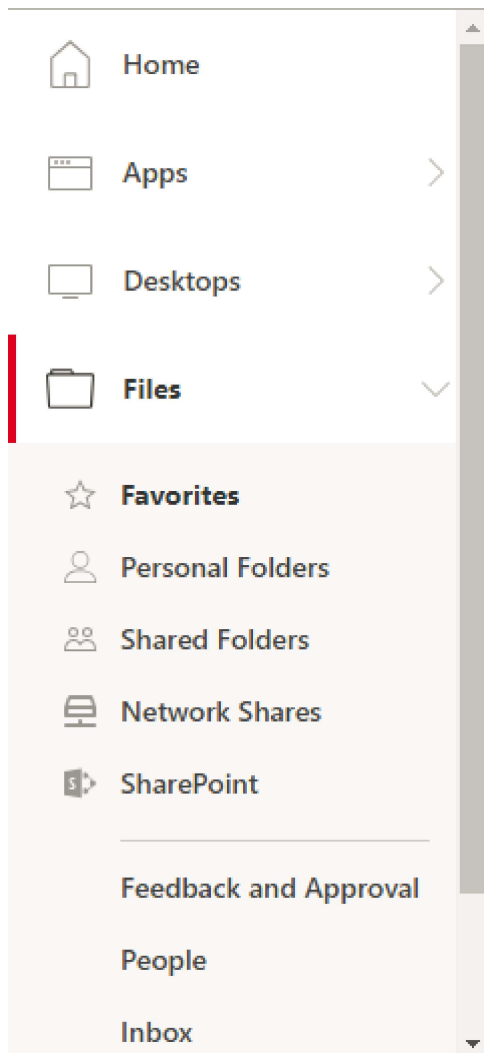 Home
Apps
Desktops
Files
Favorites
Personal Folders
Shared Folders
Network Shares
SharePoint
Feedback and Approval
People
Inbox